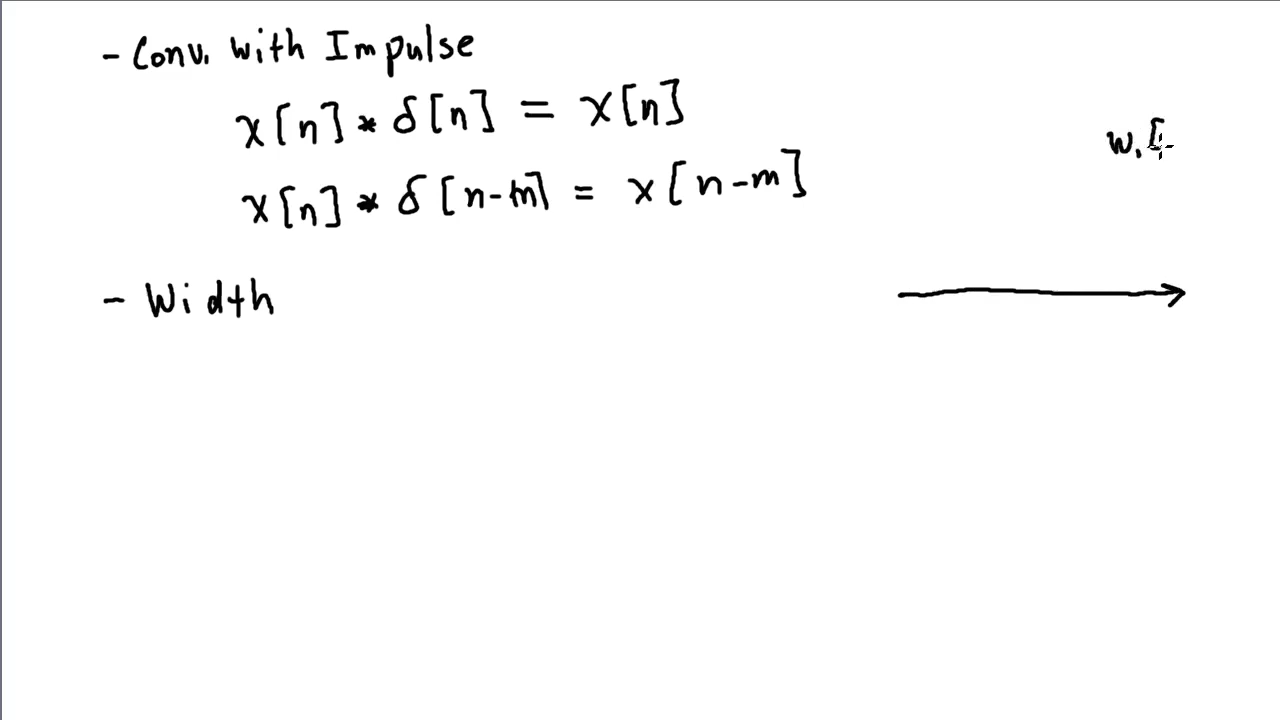 - Conv. with Impulse
x[n] * δ[n] = x[n]
w.[
x[n] * δ[n-m] = x[n-m]
- Width